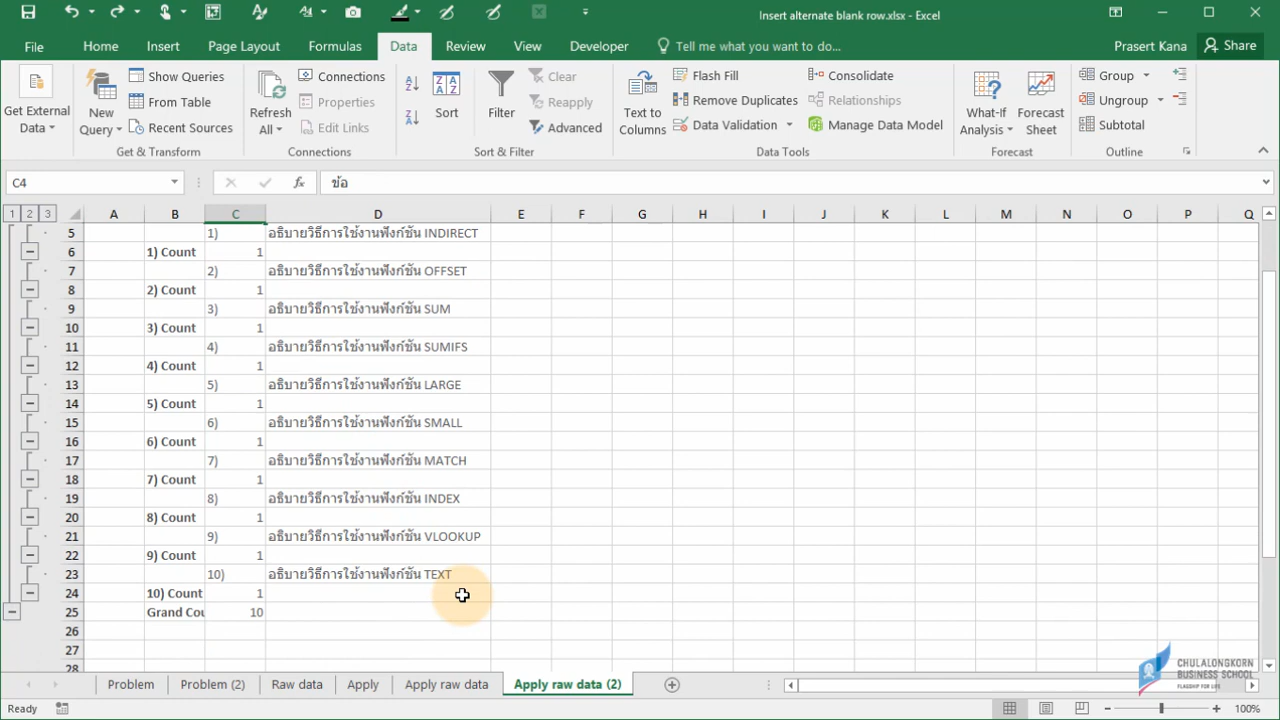 Insert alternate blank row.xlsx - Excel
File Home Insert Page Layout Formulas Data Review View Developer Tell me what you want to do... Prasert Kana Share
Get External Data
New Query
Show Queries
From Table
Recent Sources
Get & Transform
Refresh All
Connections
Properties
Edit Links
Connections
Sort
Filter
Clear
Reapply
Advanced
Sort & Filter
Text to Columns
Flash Fill
Remove Duplicates
Data Validation
Consolidate
Relationships
Manage Data Model
Data Tools
What-If Analysis
Forecast Sheet
Forecast
Group
Ungroup
Subtotal
Outline
C4 fx ข้อ
1 2 3 A B C D E F G H I J K L M N O P Q
5 1) อธิบายวิธีการใช้งานฟังก์ชัน INDIRECT
6 1) Count 1
7 2) อธิบายวิธีการใช้งานฟังก์ชัน OFFSET
8 2) Count 1
9 3) อธิบายวิธีการใช้งานฟังก์ชัน SUM
10 3) Count 1
11 4) อธิบายวิธีการใช้งานฟังก์ชัน SUMIFS
12 4) Count 1
13 5) อธิบายวิธีการใช้งานฟังก์ชัน LARGE
14 5) Count 1
15 6) อธิบายวิธีการใช้งานฟังก์ชัน SMALL
16 6) Count 1
17 7) อธิบายวิธีการใช้งานฟังก์ชัน MATCH
18 7) Count 1
19 8) อธิบายวิธีการใช้งานฟังก์ชัน INDEX
20 8) Count 1
21 9) อธิบายวิธีการใช้งานฟังก์ชัน VLOOKUP
22 9) Count 1
23 10) อธิบายวิธีการใช้งานฟังก์ชัน TEXT
24 10) Count 1
25 Grand Cou 10
26
27
28
CHULALONGKORN
BUSINESS SCHOOL
FLAGSHIP FOR LIFE
Problem Problem (2) Raw data Apply Apply raw data Apply raw data (2)
Ready 100%